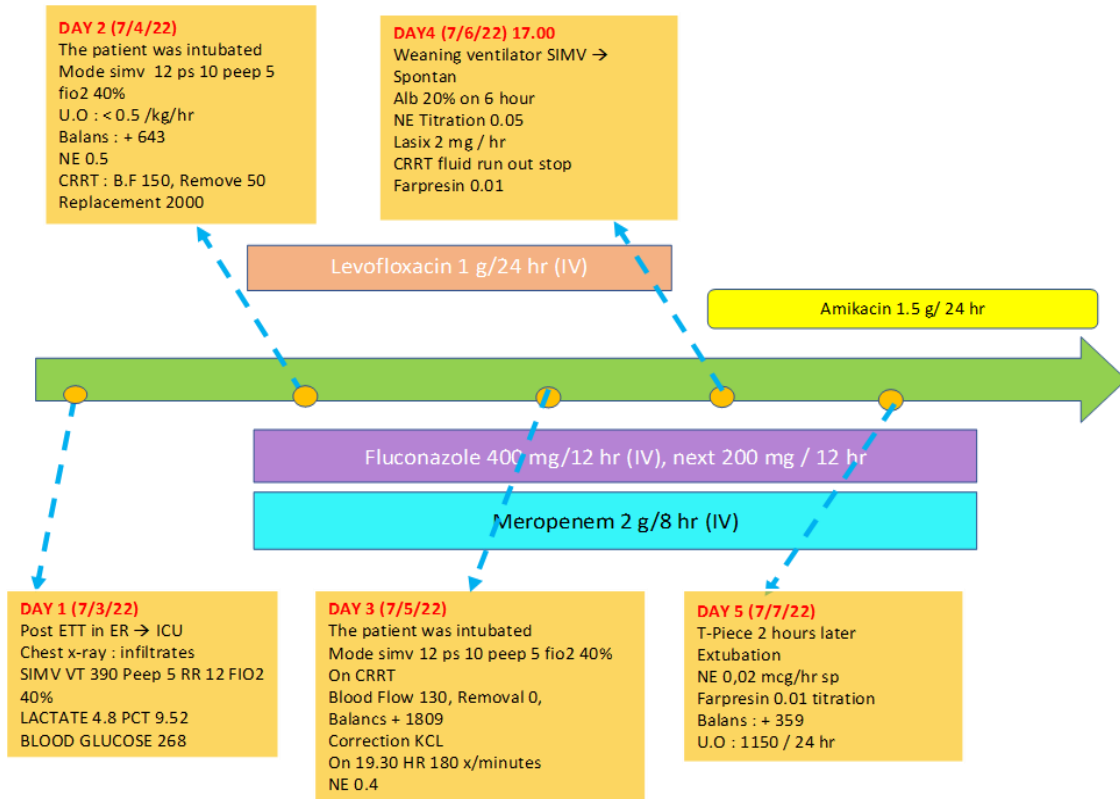 DAY 2 (7/4/22)
The patient was intubated
Mode simv 12 ps 10 peep 5
fio2 40%
U.O : < 0.5 /kg/hr
Balans : + 643
NE 0.5
CRRT : B.F 150, Remove 50
Replacement 2000
DAY4 (7/6/22) 17.00
Weaning ventilator SIMV →
Spontan
Alb 20% on 6 hour
NE Titration 0.05
Lasix 2 mg / hr
CRRT fluid run out stop
Farpresin 0.01
Levofloxacin 1 g/24 hr (IV)
Amikacin 1.5 g/ 24 hr
Fluconazole 400 mg/12 hr (IV), next 200 mg / 12 hr
Meropenem 2 g/8 hr (IV)
DAY 1 (7/3/22)
Post ETT in ER → ICU
Chest x-ray : infiltrates
SIMV VT 390 Peep 5 RR 12 FIO2
40%
LACTATE 4.8 PCT 9.52
BLOOD GLUCOSE 268
DAY 3 (7/5/22)
The patient was intubated
Mode simv 12 ps 10 peep 5 fio2 40%
On CRRT
Blood Flow 130, Removal 0,
Balancs + 1809
Correction KCL
On 19.30 HR 180 x/minutes
NE 0.4
DAY 5 (7/7/22)
T-Piece 2 hours later
Extubation
NE 0,02 mcg/hr sp
Farpresin 0.01 titration
Balans : + 359
U.O : 1150 / 24 hr